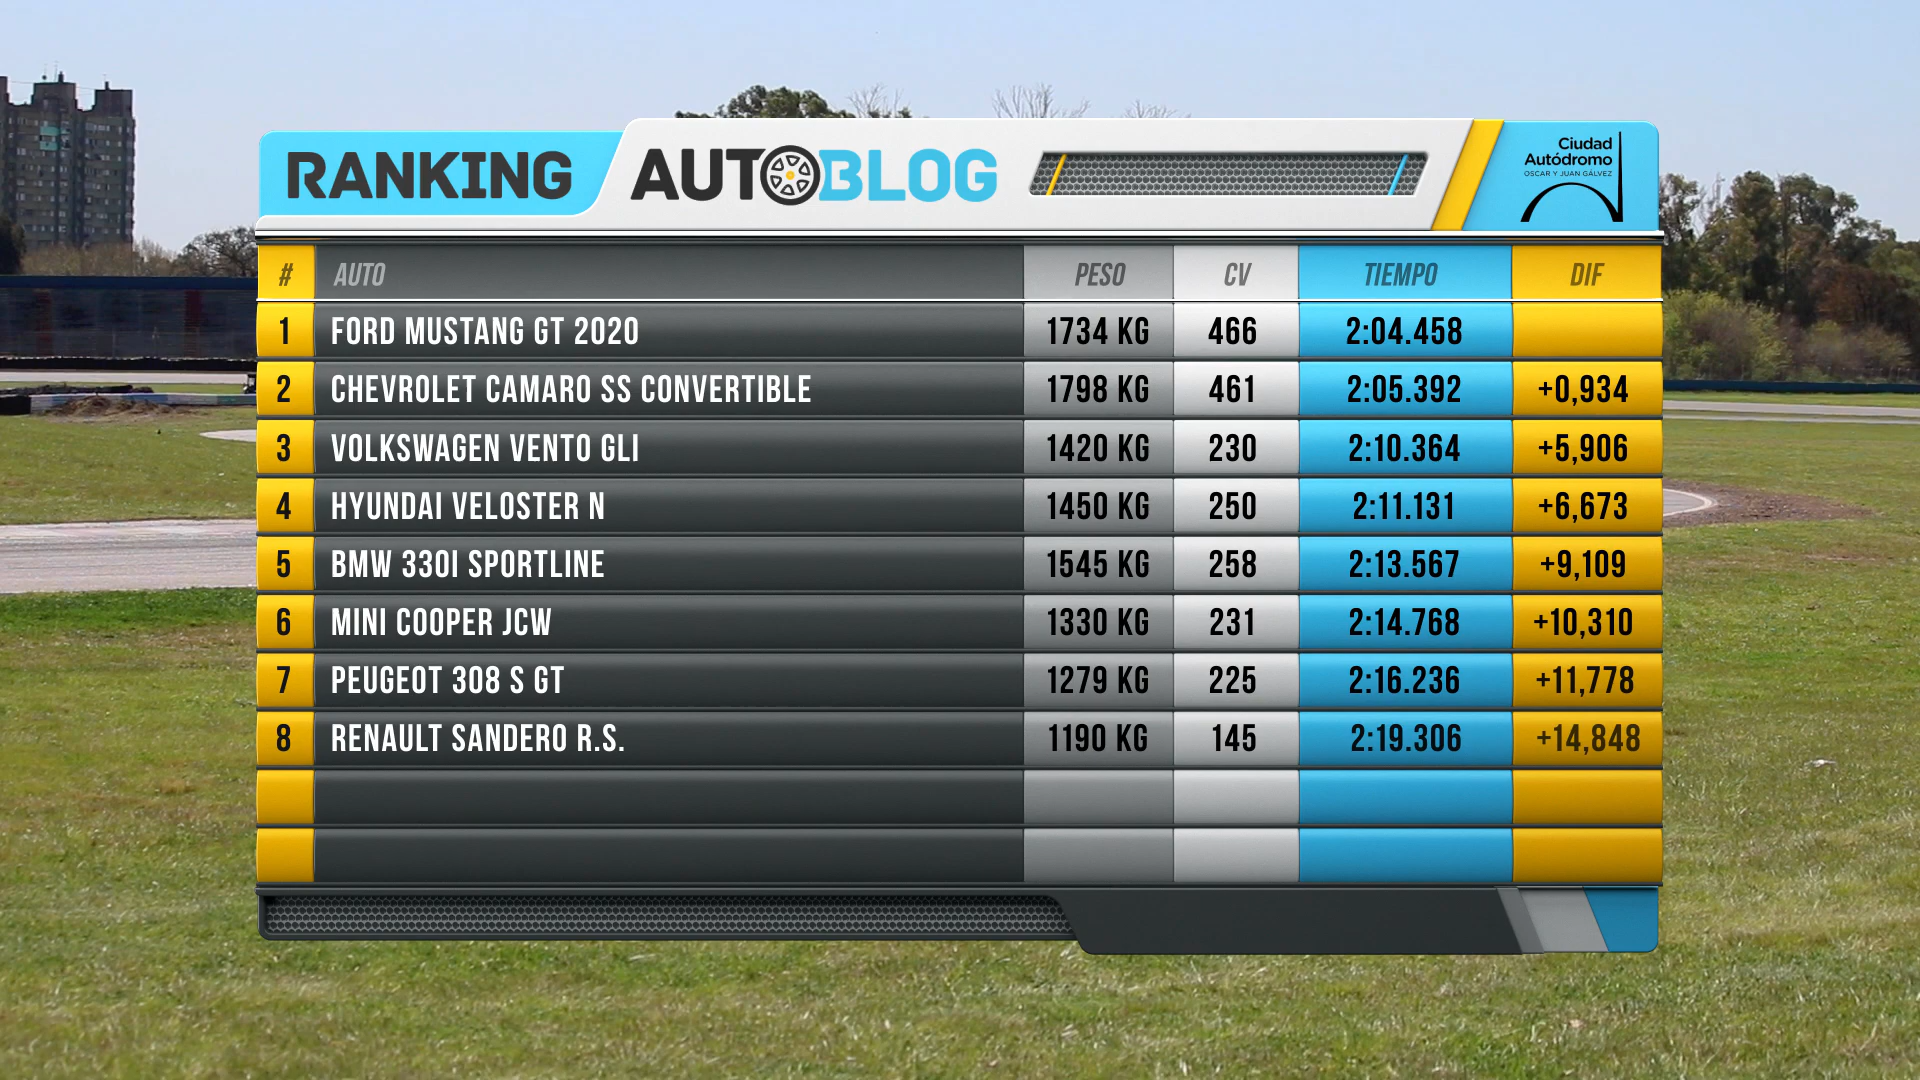 RANKING AUTOBLOG
Ciudad
Autódromo
OSCAR Y JUAN GÁLVEZ
# AUTO PESO CV TIEMPO DIF
1 FORD MUSTANG GT 2020 1734 KG 466 2:04.458
2 CHEVROLET CAMARO SS CONVERTIBLE 1798 KG 461 2:05.392 +0,934
3 VOLKSWAGEN VENTO GLI 1420 KG 230 2:10.364 +5,906
4 HYUNDAI VELOSTER N 1450 KG 250 2:11.131 +6,673
5 BMW 330I SPORTLINE 1545 KG 258 2:13.567 +9,109
6 MINI COOPER JCW 1330 KG 231 2:14.768 +10,310
7 PEUGEOT 308 S GT 1279 KG 225 2:16.236 +11,778
8 RENAULT SANDERO R.S. 1190 KG 145 2:19.306 +14,848